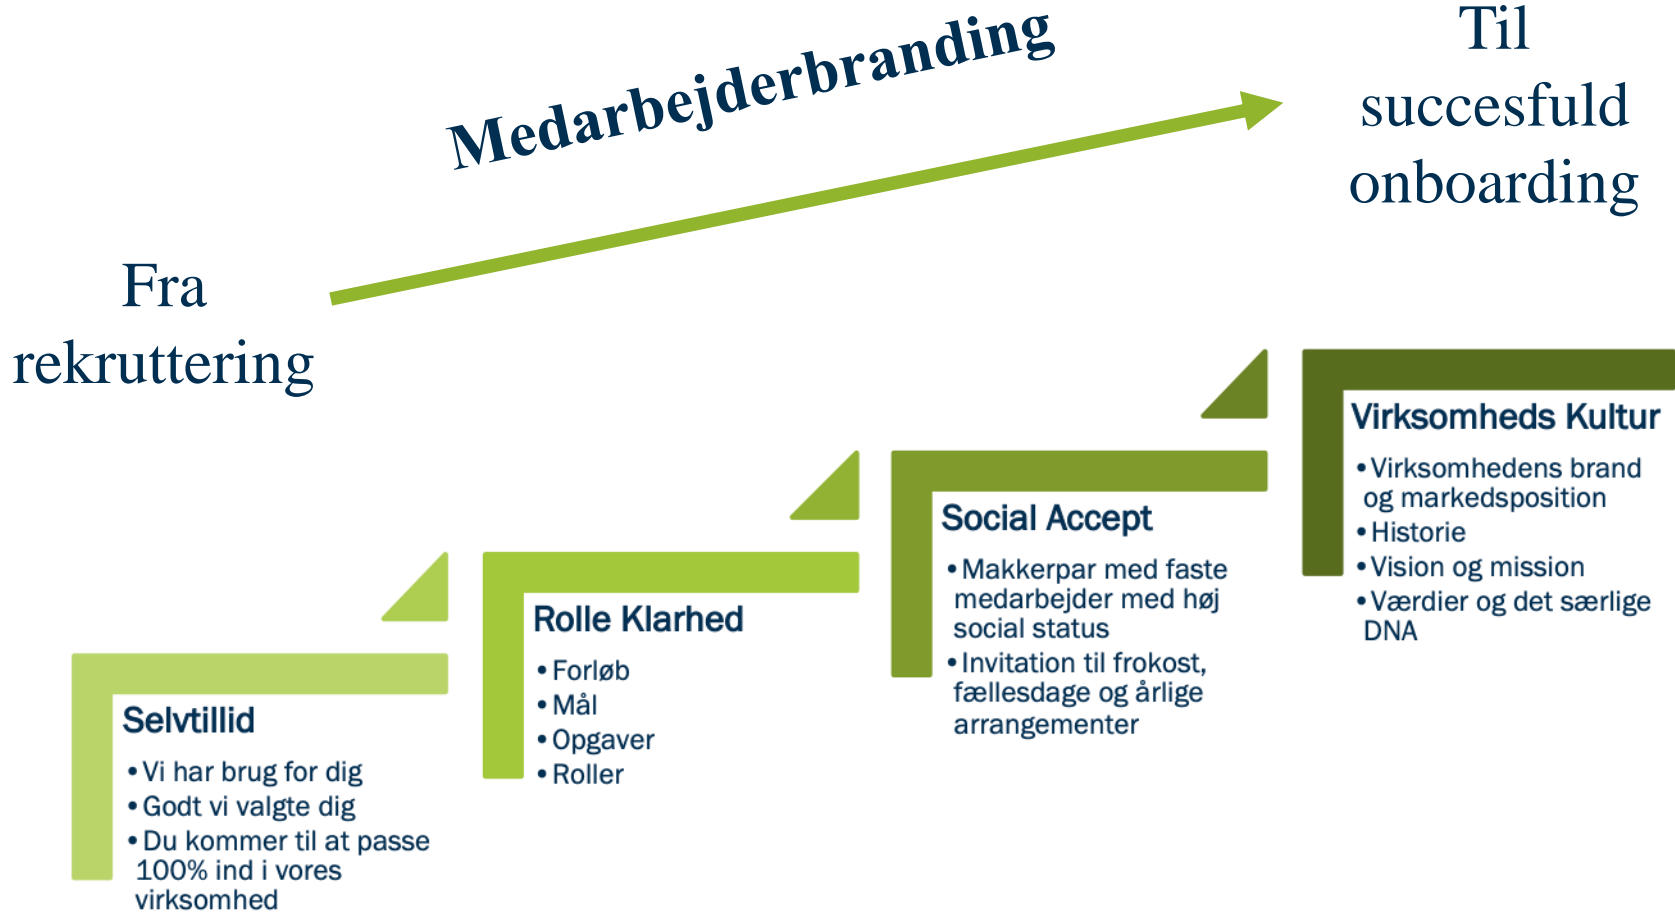 Medarbejderbranding
Til
succesfuld
onboarding
Fra
rekruttering
Selvtillid
•Vi har brug for dig
•Godt vi valgte dig
•Du kommer til at passe
100% ind i vores
virksomhed
Rolle Klarhed
•Forløb
•Mål
•Opgaver
•Roller
Social Accept
•Makkerpar med faste
medarbejder med høj
social status
•Invitation til frokost,
fællesdage og årlige
arrangementer
Virksomheds Kultur
•Virksomhedens brand
og markedsposition
•Historie
•Vision og mission
•Værdier og det særlige
DNA